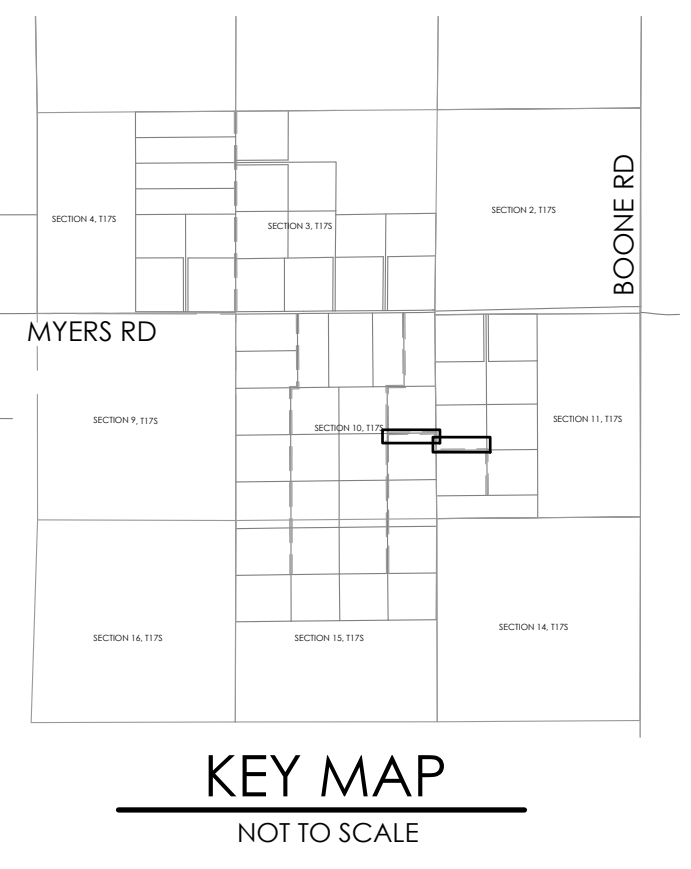 SECTION 4, T17S
SECTION 3, T17S
SECTION 2, T17S
BOONE RD
MYERS RD
SECTION 9, T17S
SECTION 10, T17S
SECTION 11, T17S
SECTION 16, T17S
SECTION 15, T17S
SECTION 14, T17S
KEY MAP
NOT TO SCALE